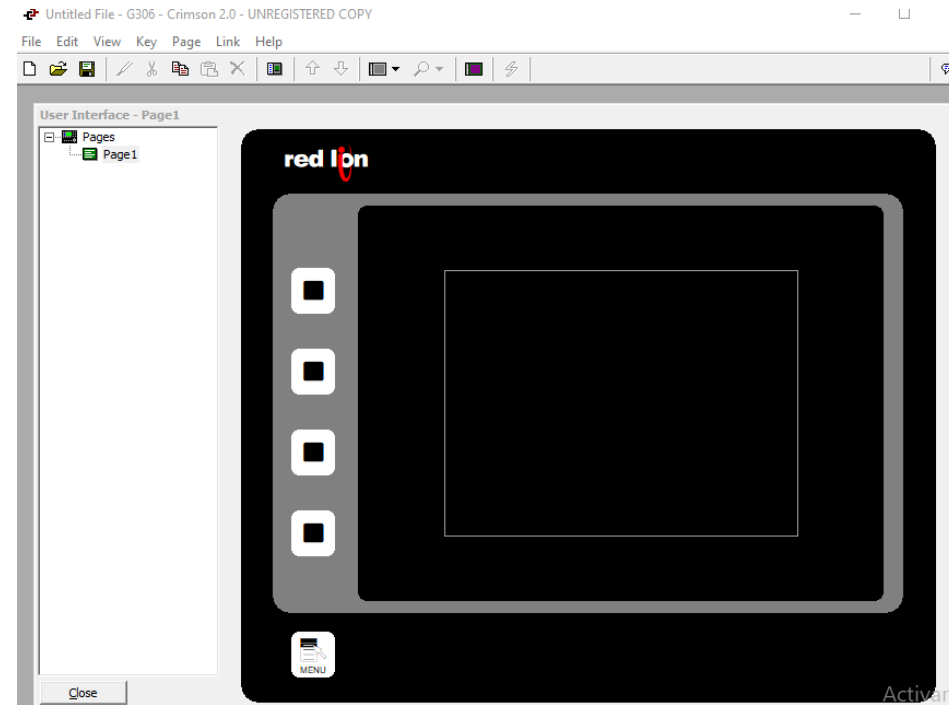 Untitled File - G306 - Crimson 2.0 - UNREGISTERED COPY
File Edit View Key Page Link Help
User Interface - Page1
Pages
Page1
red lion
MENU
Close